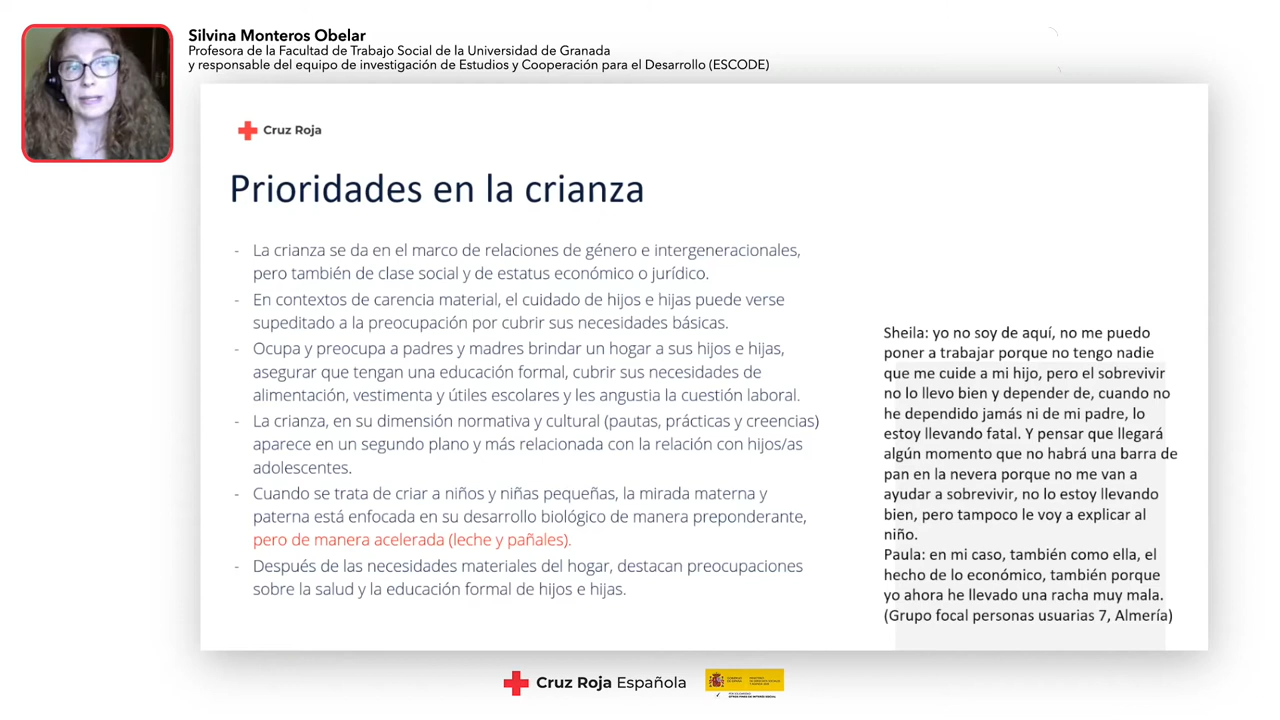 Silvina Monteros Obelar
Profesora de la Facultad de Trabajo Social de la Universidad de Granada
y responsable del equipo de investigación de Estudios y Cooperación para el Desarrollo (ESCODE)
Cruz Roja
Prioridades en la crianza
- La crianza se da en el marco de relaciones de género e intergeneracionales,
pero también de clase social y de estatus económico o jurídico.
- En contextos de carencia material, el cuidado de hijos e hijas puede verse
supeditado a la preocupación por cubrir sus necesidades básicas.
- Ocupa y preocupa a padres y madres brindar un hogar a sus hijos e hijas,
asegurar que tengan una educación formal, cubrir sus necesidades de
alimentación, vestimenta y útiles escolares y les angustia la cuestión laboral.
- La crianza, en su dimensión normativa y cultural (pautas, prácticas y creencias)
aparece en un segundo plano y más relacionada con la relación con hijos/as
adolescentes.
- Cuando se trata de criar a niños y niñas pequeñas, la mirada materna y
paterna está enfocada en su desarrollo biológico de manera preponderante,
pero de manera acelerada (leche y pañales).
- Después de las necesidades materiales del hogar, destacan preocupaciones
sobre la salud y la educación formal de hijos e hijas.
Sheila: yo no soy de aquí, no me puedo
poner a trabajar porque no tengo nadie
que me cuide a mi hijo, pero el sobrevivir
no lo llevo bien y depender de, cuando no
he dependido jamás ni de mi padre, lo
estoy llevando fatal. Y pensar que llegará
algún momento que no habrá una barra de
pan en la nevera porque no me van a
ayudar a sobrevivir, no lo estoy llevando
bien, pero tampoco le voy a explicar al
niño.
Paula: en mi caso, también como ella, el
hecho de lo económico, también porque
yo ahora he llevado una racha muy mala.
(Grupo focal personas usuarias 7, Almería)
Cruz Roja Española